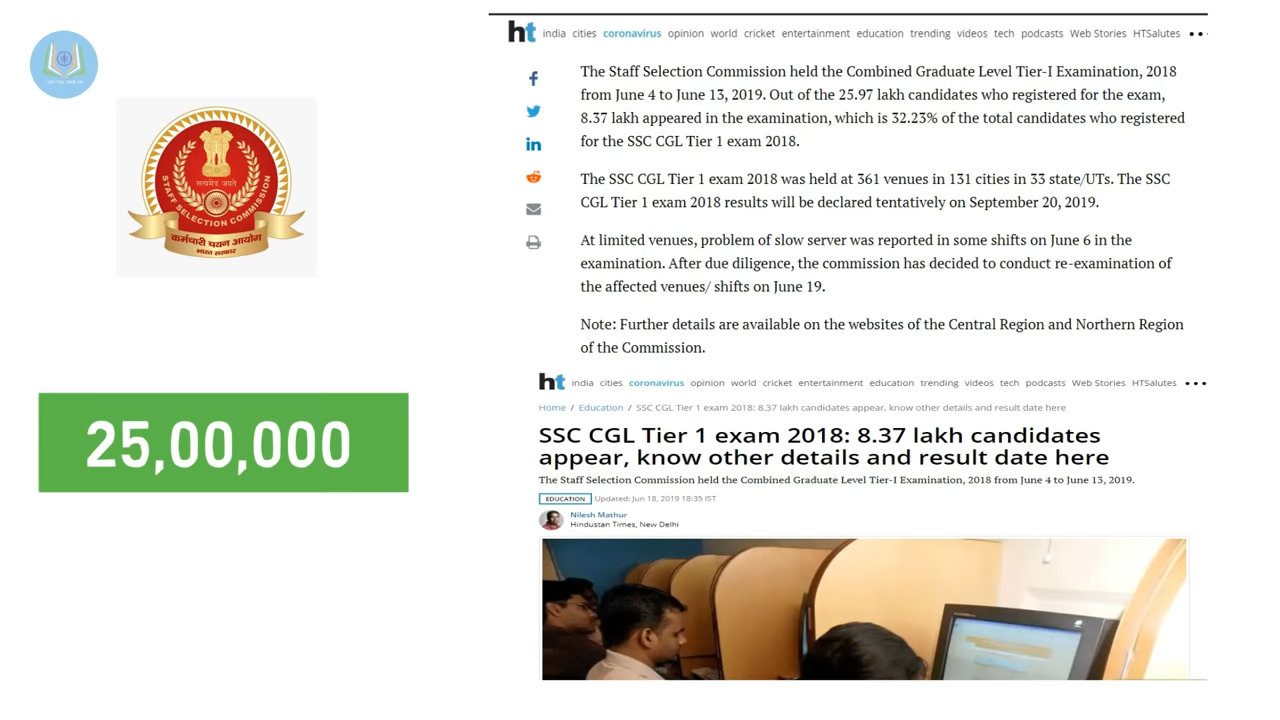 सत्यमेव जयते
STAFF SELECTION COMMISSION
कर्मचारी चयन आयोग
भारत सरकार
25,00,000
ht india cities coronavirus opinion world cricket entertainment education trending videos tech podcasts Web Stories HTSalutes
The Staff Selection Commission held the Combined Graduate Level Tier-I Examination, 2018
from June 4 to June 13, 2019. Out of the 25.97 lakh candidates who registered for the exam,
8.37 lakh appeared in the examination, which is 32.23% of the total candidates who registered
for the SSC CGL Tier 1 exam 2018.
The SSC CGL Tier 1 exam 2018 was held at 361 venues in 131 cities in 33 state/UTs. The SSC
CGL Tier 1 exam 2018 results will be declared tentatively on September 20, 2019.
At limited venues, problem of slow server was reported in some shifts on June 6 in the
examination. After due diligence, the commission has decided to conduct re-examination of
the affected venues/ shifts on June 19.
Note: Further details are available on the websites of the Central Region and Northern Region
of the Commission.
ht india cities coronavirus opinion world cricket entertainment education trending videos tech podcasts Web Stories HTSalutes
Home / Education / SSC CGL Tier 1 exam 2018: 8.37 lakh candidates appear, know other details and result date here
SSC CGL Tier 1 exam 2018: 8.37 lakh candidates
appear, know other details and result date here
The Staff Selection Commission held the Combined Graduate Level Tier-I Examination, 2018 from June 4 to June 13, 2019.
EDUCATION Updated: Jun 18, 2019 18:35 IST
Nilesh Mathur
Hindustan Times, New Delhi